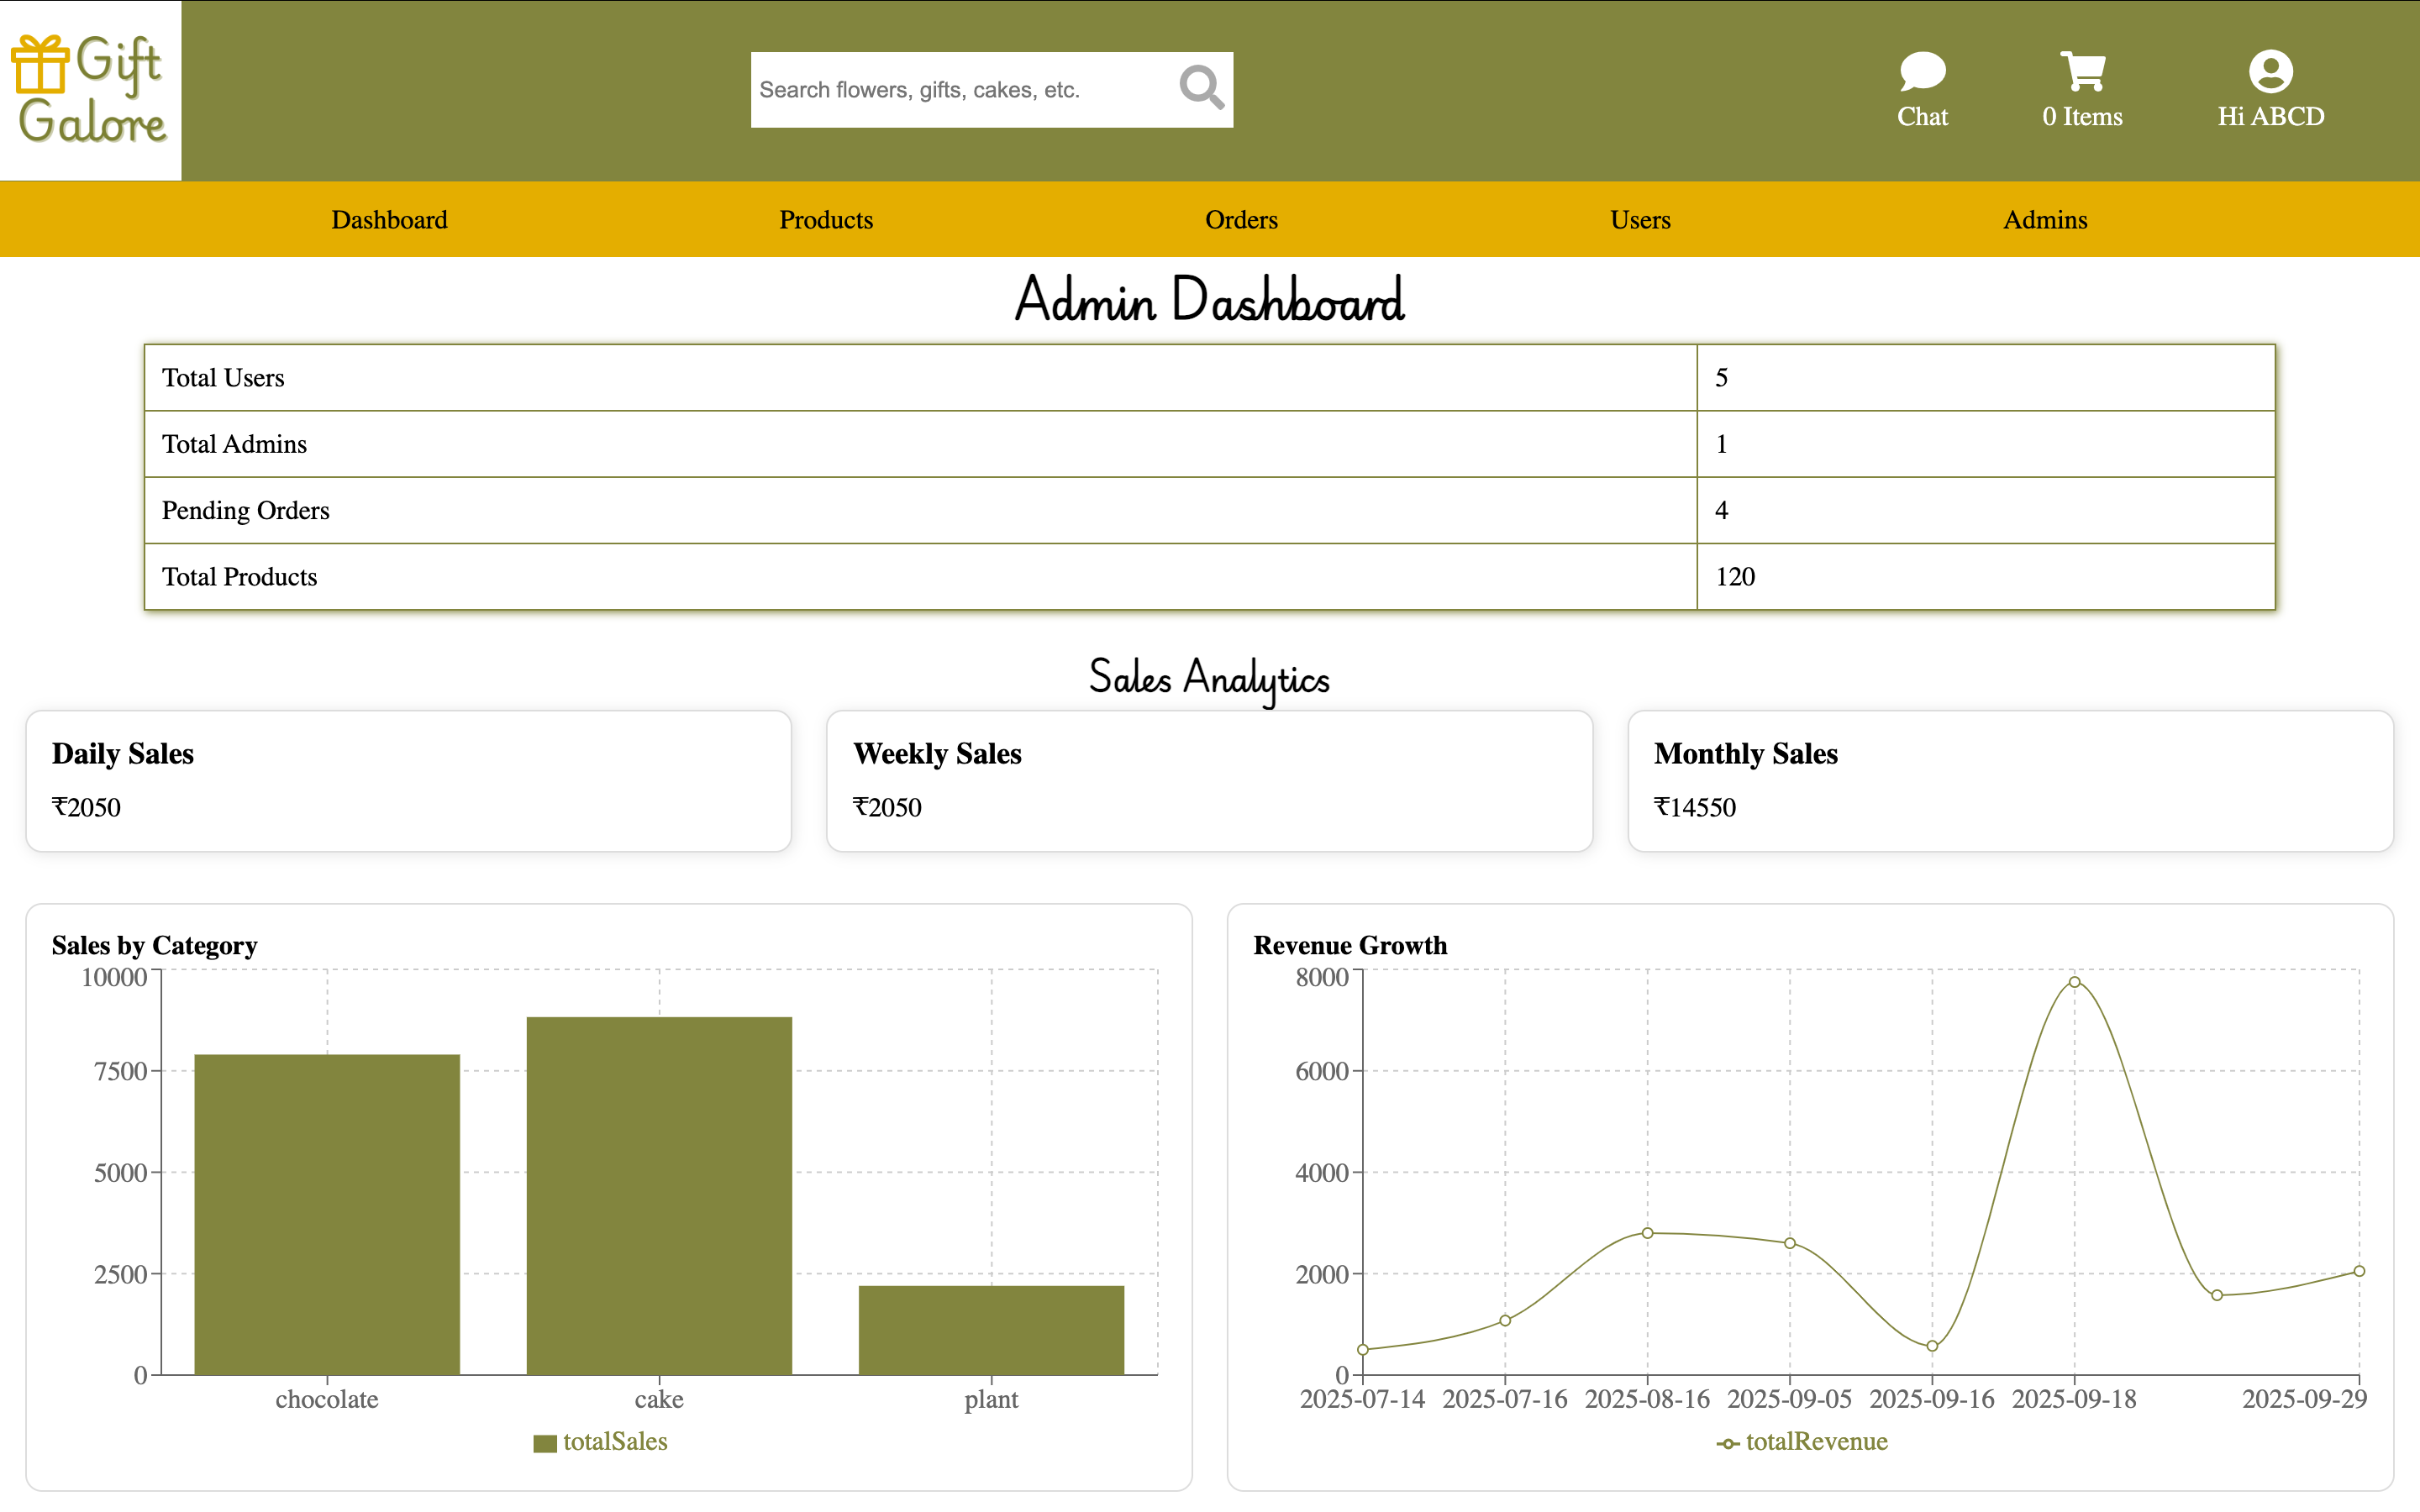 Gift
Galore
Search flowers, gifts, cakes, etc.
Chat
0 Items
Hi ABCD
Dashboard Products Orders Users Admins
Admin Dashboard
Total Users 5
Total Admins 1
Pending Orders 4
Total Products 120
Sales Analytics
Daily Sales
₹2050
Weekly Sales
₹2050
Monthly Sales
₹14550
Sales by Category
10000
7500
5000
2500
0
chocolate cake plant
totalSales
Revenue Growth
8000
6000
4000
2000
0
2025-07-14 2025-07-16 2025-08-16 2025-09-05 2025-09-16 2025-09-18 2025-09-29
totalRevenue